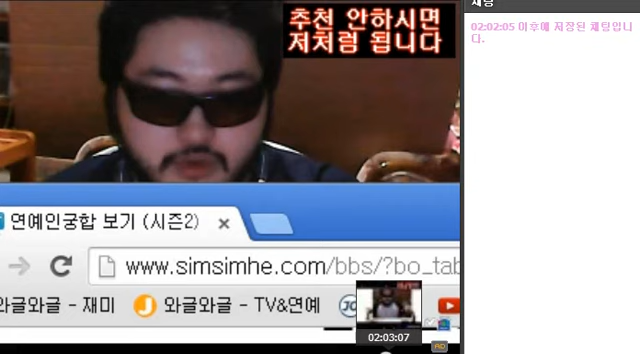 추천 안하시면
저처럼 됩니다
채팅
02:02:05 이후에 저장된 채팅입니
다.
연예인궁합 보기 (시즌2)
www.simsimhe.com/bbs/?bo_tab
와글와글 - 재미
와글와글 - TV&연예
02:03:07
AD